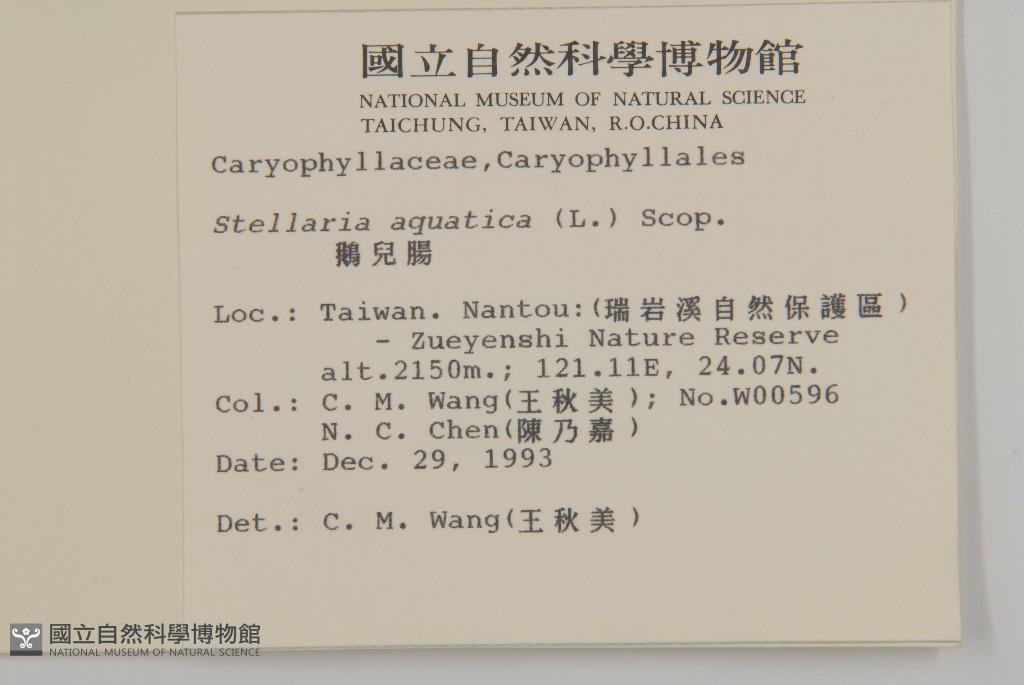 國立自然科學博物館
NATIONAL MUSEUM OF NATURAL SCIENCE
TAICHUNG, TAIWAN, R.O.CHINA
Caryophyllaceae,Caryophyllales
Stellaria aquatica (L.) Scop.
鵝兒腸
Loc.: Taiwan. Nantou:(瑞岩溪自然保護區)
- Zueyenshi Nature Reserve
alt.2150m.; 121.11E, 24.07N.
Col.: C. M. Wang(王秋美); No.W00596
N. C. Chen(陳乃嘉)
Date: Dec. 29, 1993
Det.: C. M. Wang(王秋美)
國立自然科學博物館
NATIONAL MUSEUM OF NATURAL SCIENCE